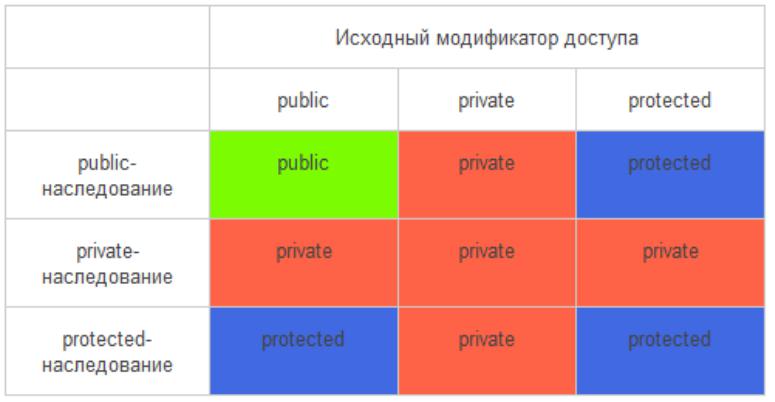 Исходный модификатор доступа
public private protected
public-
наследование
public private protected
private-
наследование
private private private
protected-
наследование
protected private protected